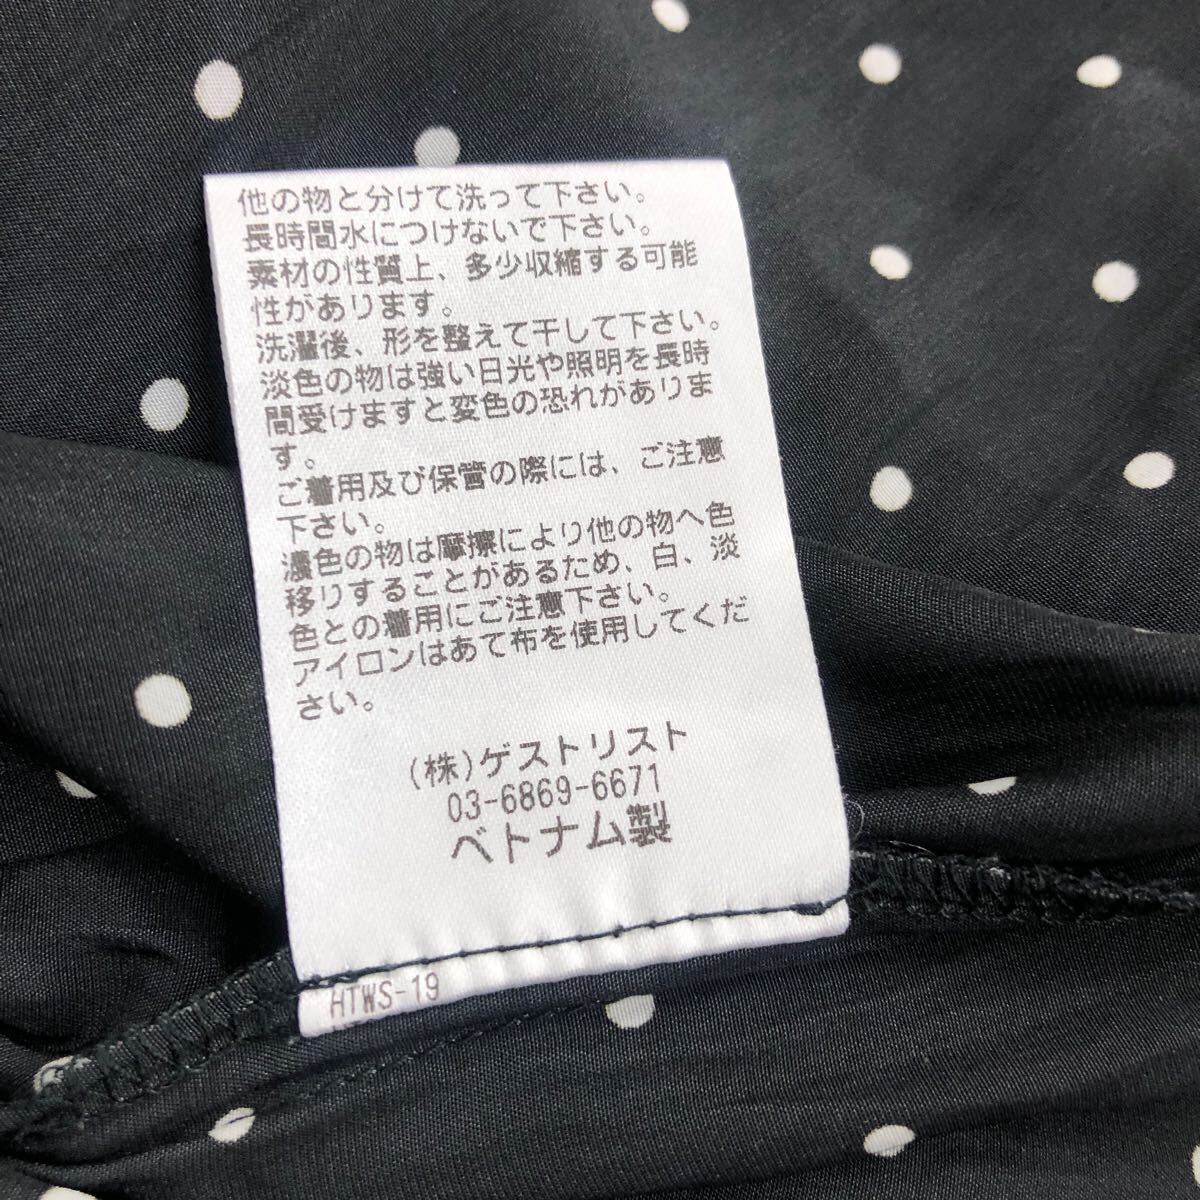 他の物と分けて洗って下さい。
長時間水につけないで下さい。
素材の性質上、多少収縮する可能
性があります。
洗濯後、形を整えて干して下さい。
淡色の物は強い日光や照明を長時
間受けますと変色の恐れがありま
す。
ご着用及び保管の際には、ご注意
下さい。
濃色の物は摩擦により他の物へ色
移りすることがあるため、白、淡
色との着用にご注意下さい。
アイロンはあて布を使用してくだ
さい。
(株)ゲストリスト
03-6869-6671
ベトナム製
HTWS-19